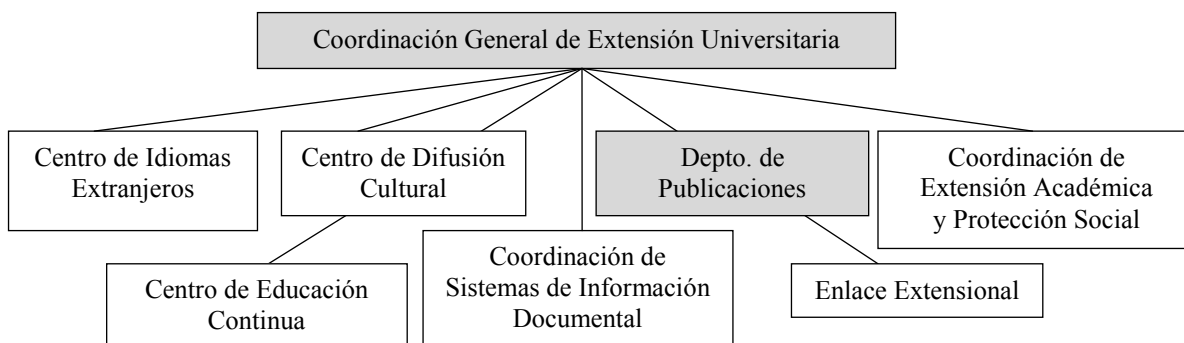 Coordinación General de Extensión Universitaria
Centro de Idiomas
Extranjeros
Centro de Difusión
Cultural
Depto. de
Publicaciones
Coordinación de
Extensión Académica
y Protección Social
Centro de Educación
Continua
Coordinación de
Sistemas de Información
Documental
Enlace Extensional